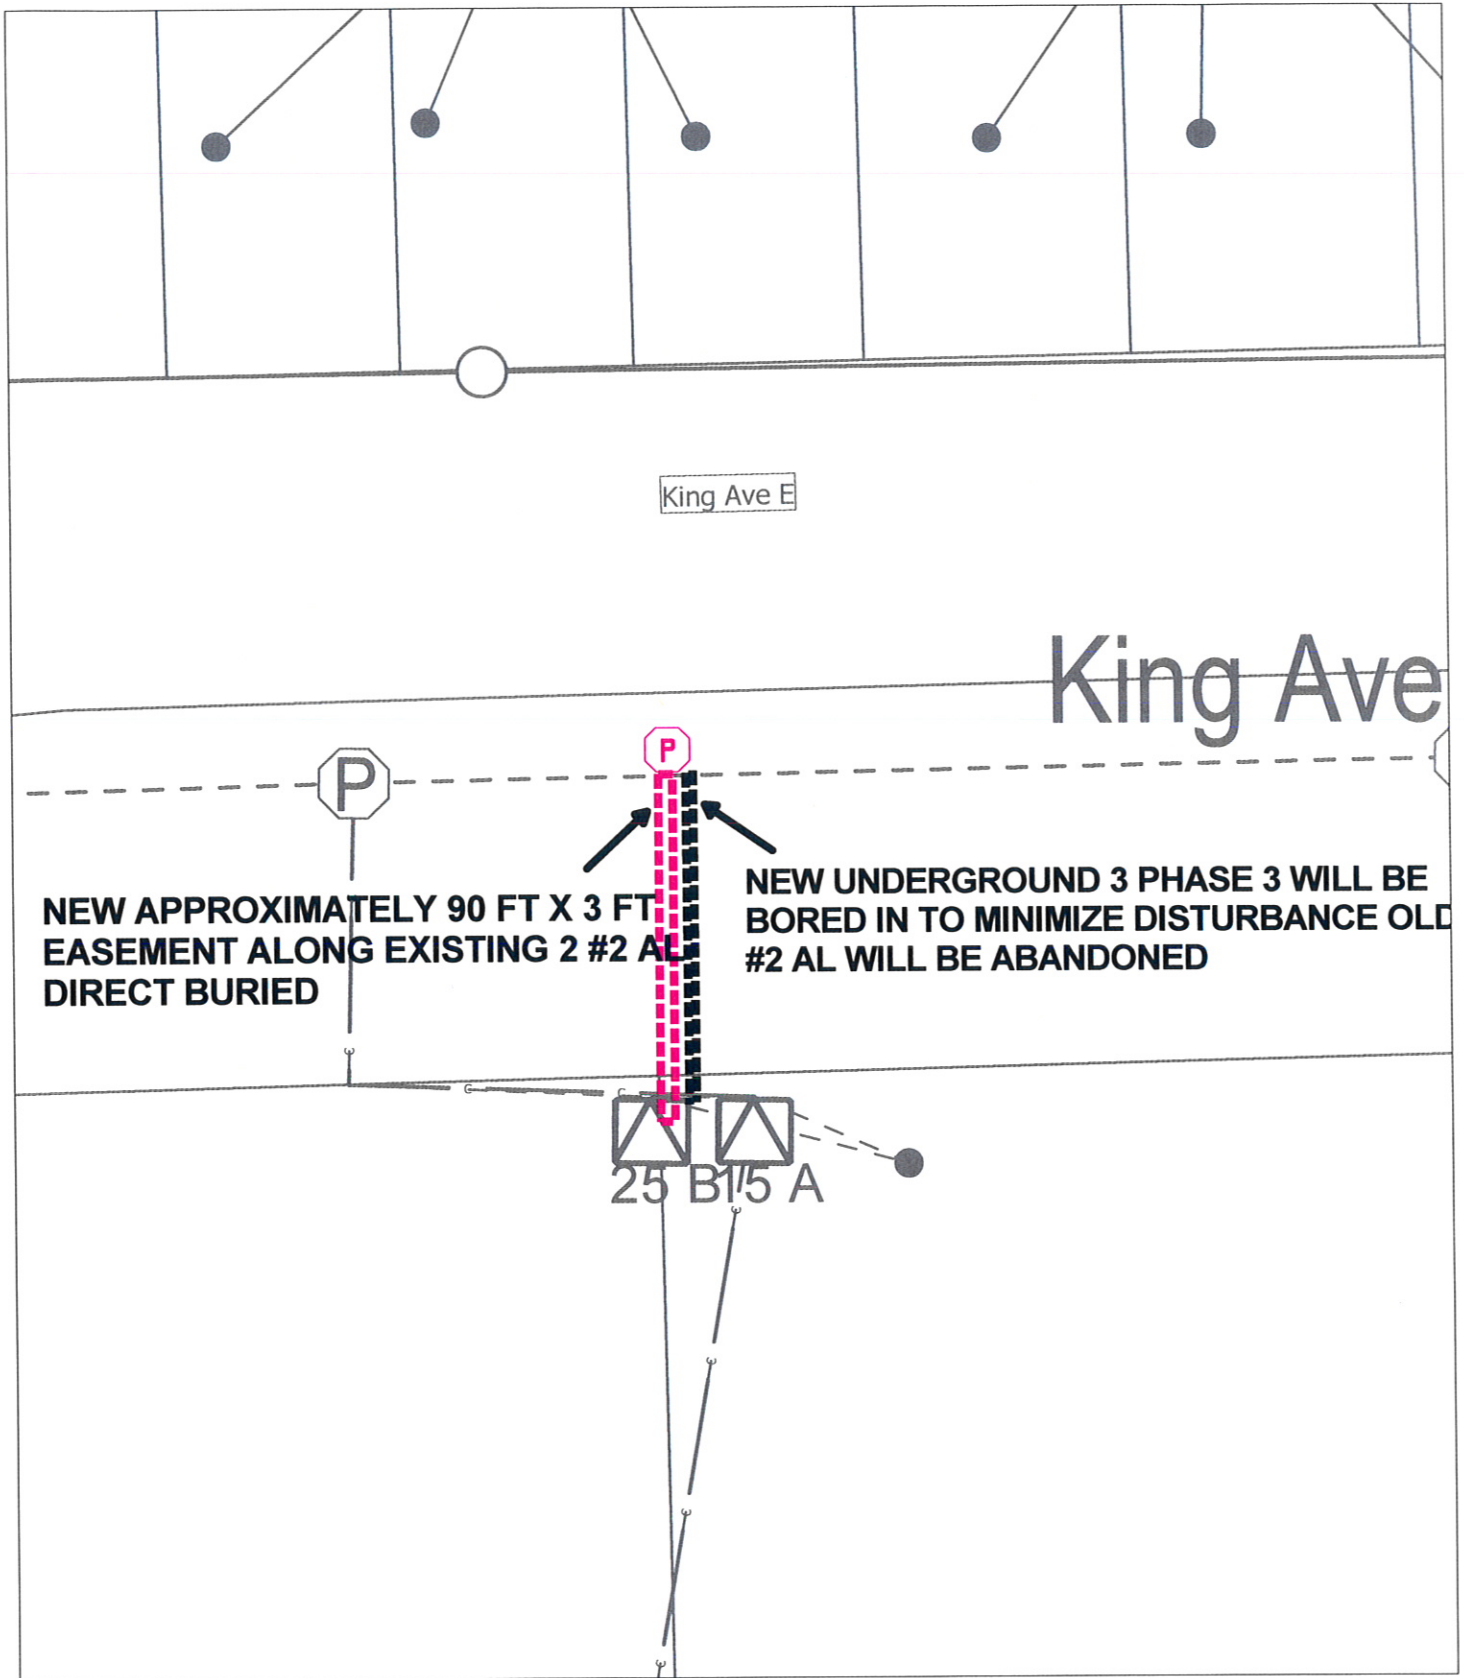 King Ave E
King Ave
P
P
NEW APPROXIMATELY 90 FT X 3 FT
EASEMENT ALONG EXISTING 2 #2 AL
DIRECT BURIED
NEW UNDERGROUND 3 PHASE 3 WILL BE
BORED IN TO MINIMIZE DISTURBANCE OLD
#2 AL WILL BE ABANDONED
25 B
15 A